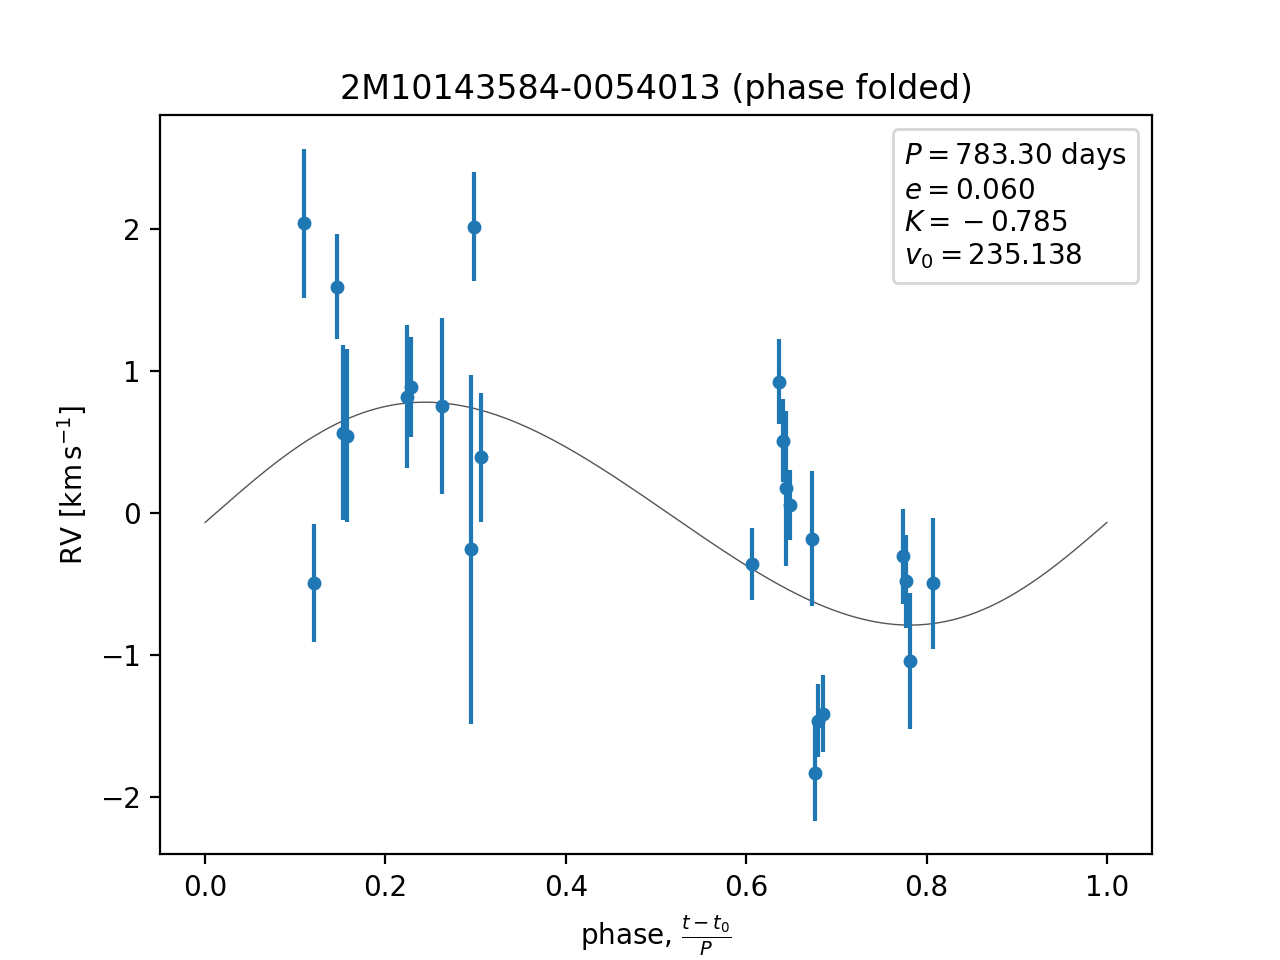 2M10143584-0054013 (phase folded)
P = 783.30 days
e = 0.060
K = −0.785
v₀ = 235.138
2
1
0
−1
−2
RV [km s⁻¹]
0.0 0.2 0.4 0.6 0.8 1.0
phase, (t − t₀)/P